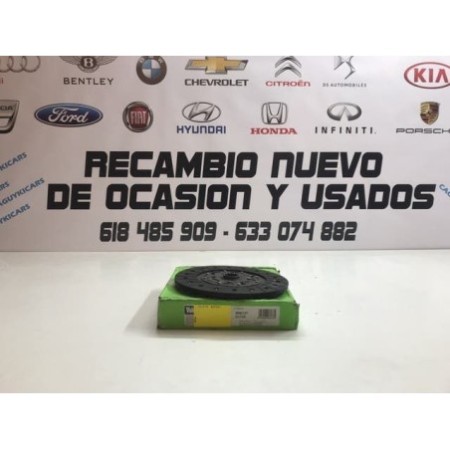 BENTLEY
CHEVROLET
CITROËN
DS AUTOMOBILES
KIA
Ford
FIAT
HYUNDAI
HONDA
INFINITI
PORSCHE
RECAMBIO NUEVO
DE OCASION Y USADOS
618 485 909 - 633 074 882